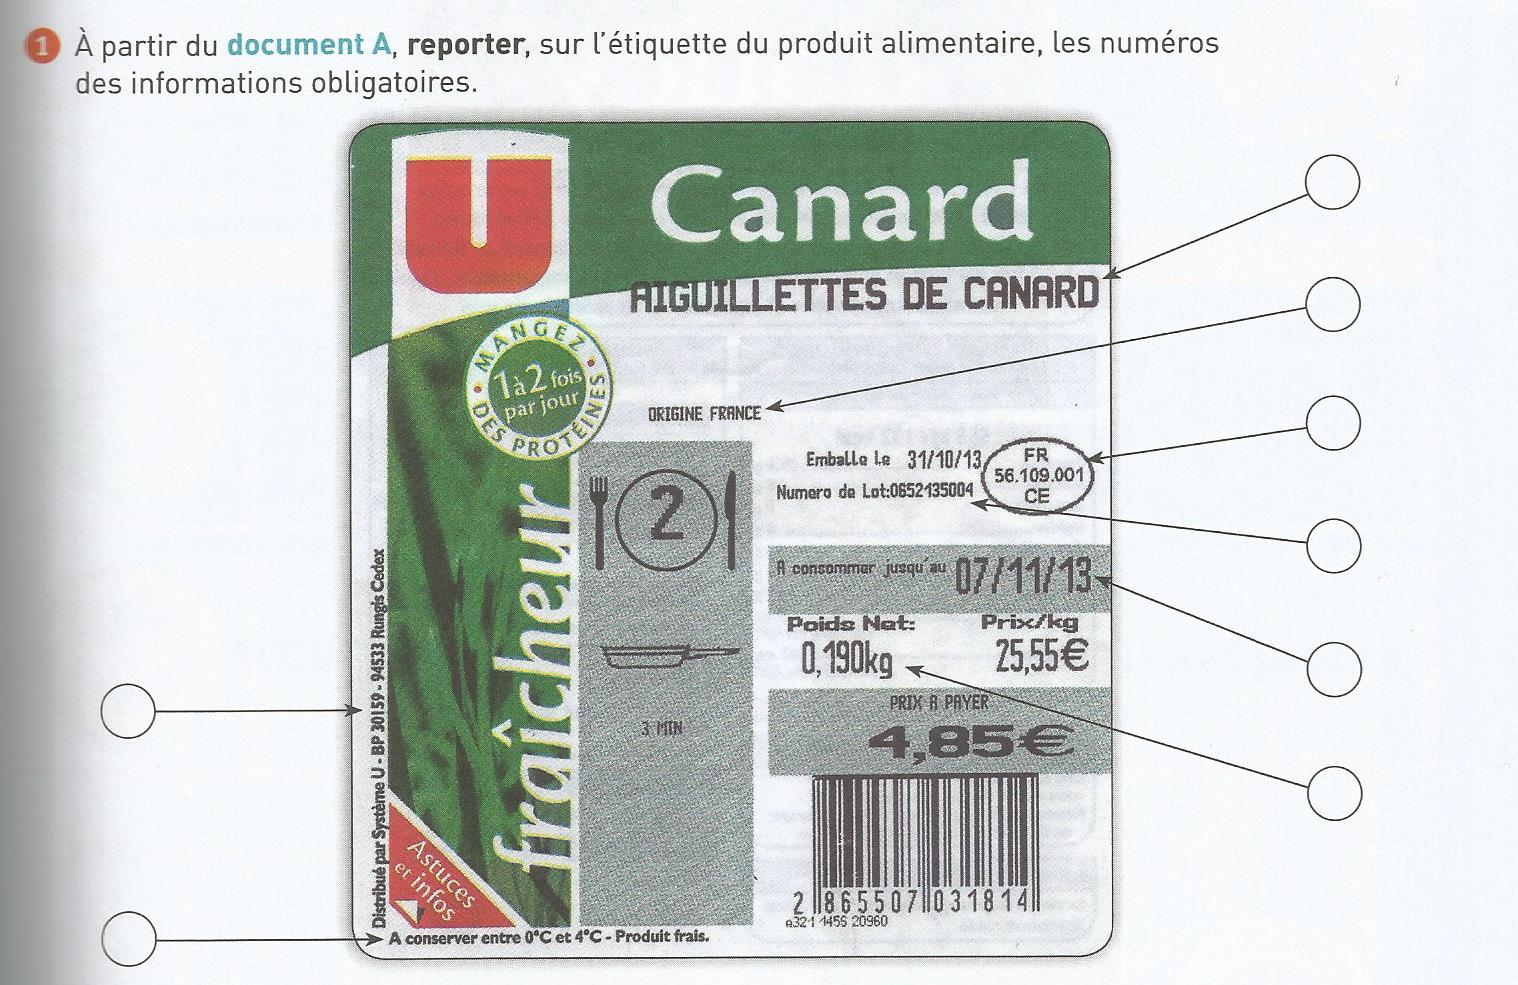 1 À partir du document A, reporter, sur l'étiquette du produit alimentaire, les numéros
des informations obligatoires.
U
Canard
AIGUILLETTES DE CANARD
MANGEZ
1 à 2 fois
par jour
DES PROTÉINES
ORIGINE FRANCE
Emballe Le 31/10/13
Numero de Lot:0652135004
FR
56.109.001
CE
2
A consommer jusqu'au 07/11/13
Poids Net: Prix/kg
0,190kg 25,55€
PRIX A PAYER
4,85€
3 MIN
fraîcheur
Distribué par Système U - BP 30159 - 94533 Rungis Cedex
Astuces
et infos
2 865507 031814
A conserver entre 0°C et 4°C - Produit frais.